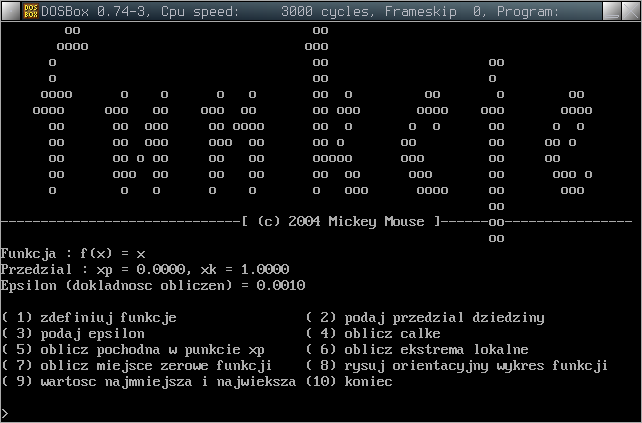 DOS BOX DOSBox 0.74-3, Cpu speed: 3000 cycles, Frameskip 0, Program:
funkcje
-----------------------------[ (c) 2004 Mickey Mouse ]------oo----------------
Funkcja : f(x) = x
Przedzial : xp = 0.0000, xk = 1.0000
Epsilon (dokladnosc obliczen) = 0.0010
( 1) zdefiniuj funkcje ( 2) podaj przedzial dziedziny
( 3) podaj epsilon ( 4) oblicz calke
( 5) oblicz pochodna w punkcie xp ( 6) oblicz ekstrema lokalne
( 7) oblicz miejsce zerowe funkcji ( 8) rysuj orientacyjny wykres funkcji
( 9) wartosc najmniejsza i najwieksza (10) koniec
>